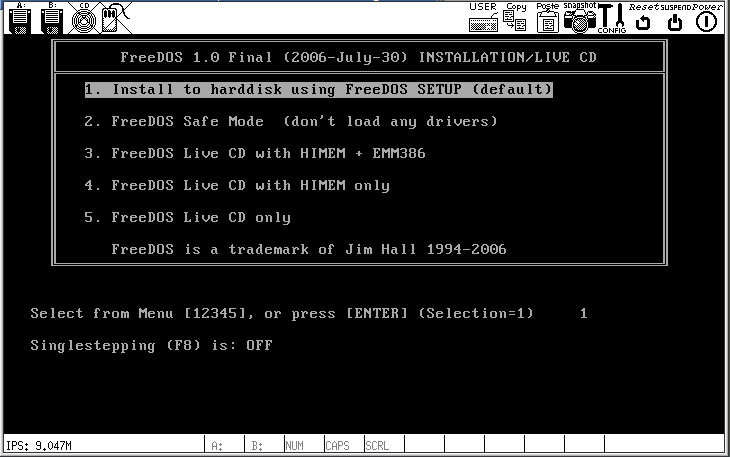 A: B: CD USER Copy Paste snapshot CONFIG Reset SUSPEND Power
FreeDOS 1.0 Final (2006-July-30) INSTALLATION/LIVE CD
1. Install to harddisk using FreeDOS SETUP (default)
2. FreeDOS Safe Mode (don't load any drivers)
3. FreeDOS Live CD with HIMEM + EMM386
4. FreeDOS Live CD with HIMEM only
5. FreeDOS Live CD only
FreeDOS is a trademark of Jim Hall 1994-2006
Select from Menu [12345], or press [ENTER] (Selection=1) 1
Singlestepping (F8) is: OFF
IPS: 9.047M A: B: NUM CAPS SCRL